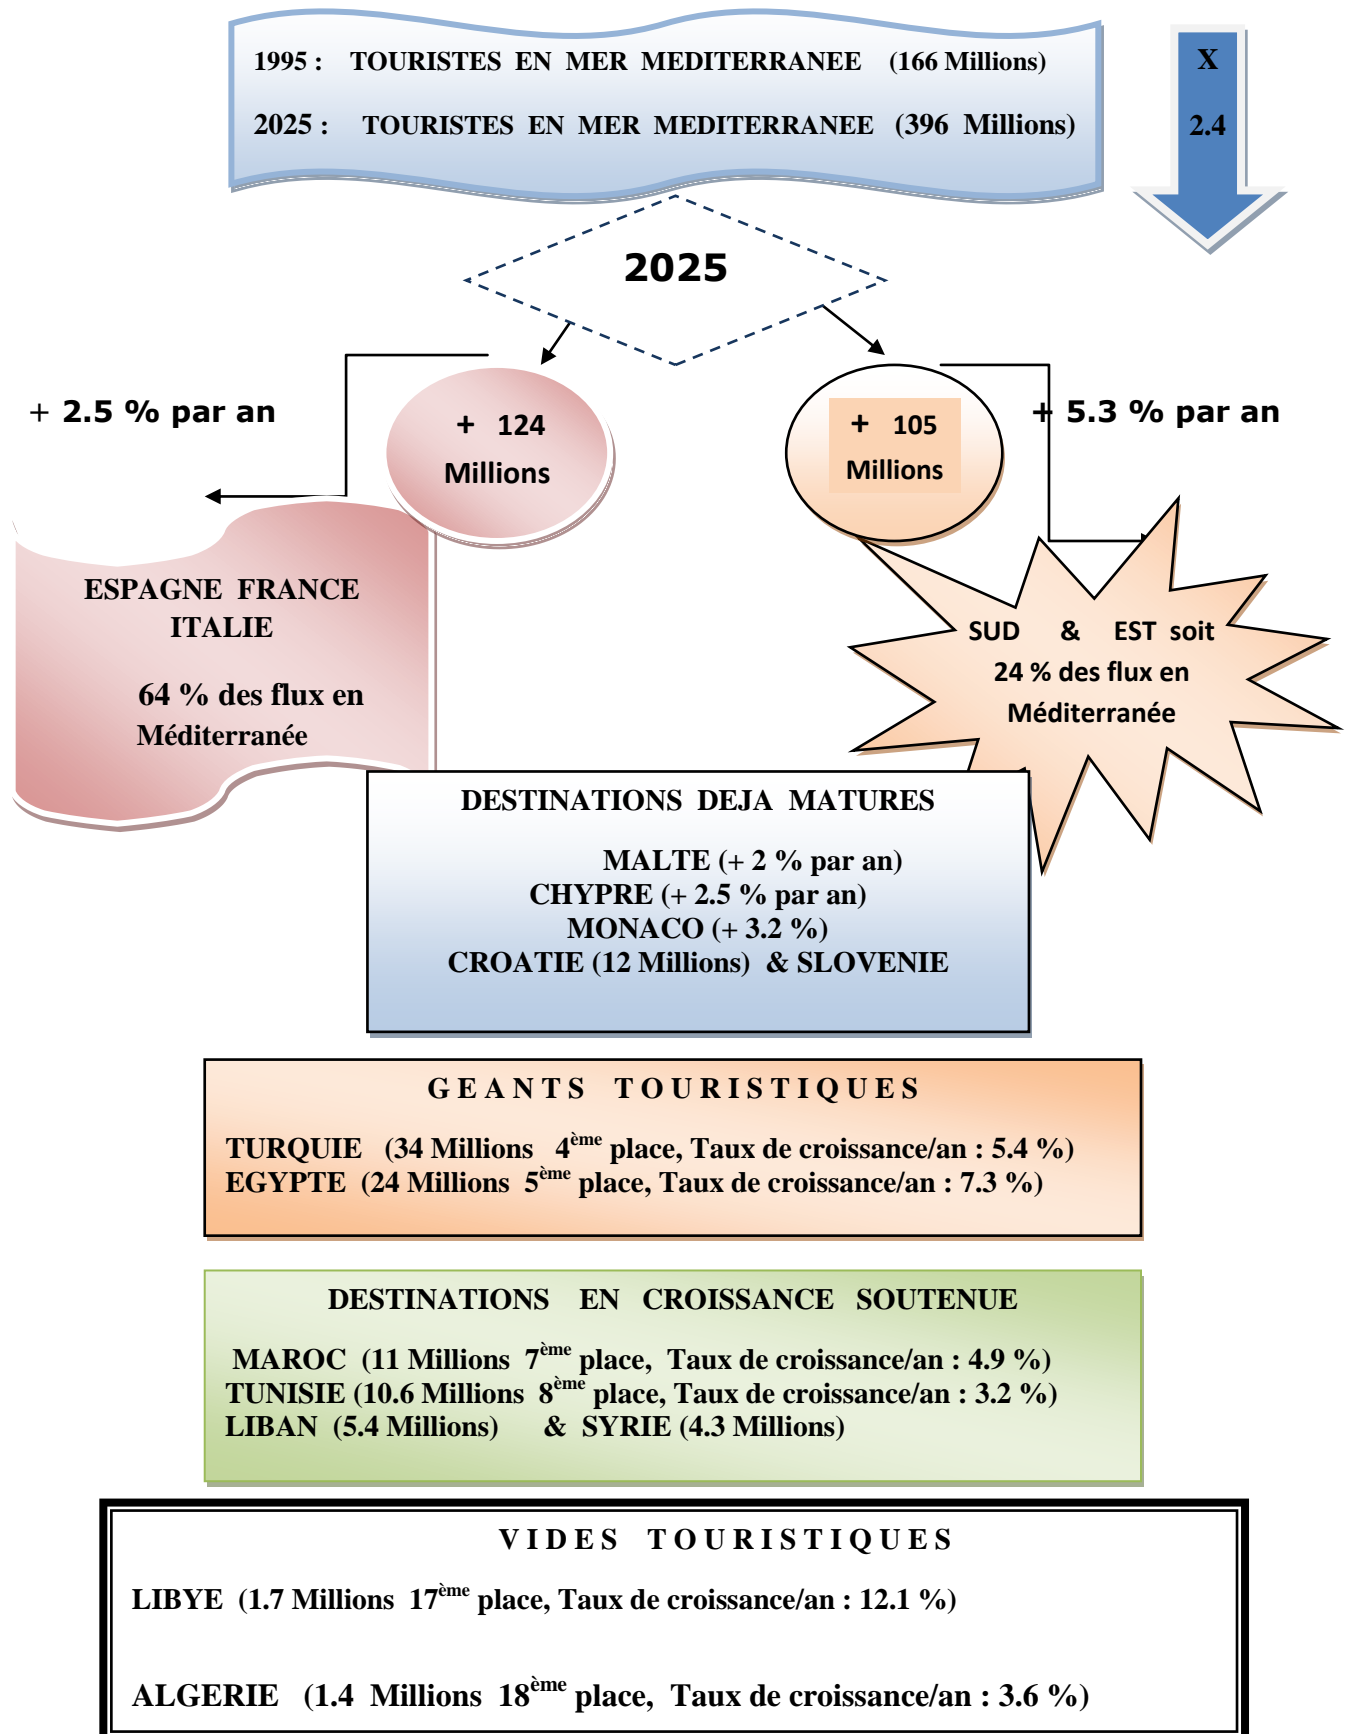 1995 : TOURISTES EN MER MEDITERRANEE (166 Millions)
2025 : TOURISTES EN MER MEDITERRANEE (396 Millions)
X
2.4
2025
+ 2.5 % par an
+ 124
Millions
+ 105
Millions
+ 5.3 % par an
ESPAGNE FRANCE
ITALIE
64 % des flux en
Méditerranée
SUD & EST soit
24 % des flux en
Méditerranée
DESTINATIONS DEJA MATURES
MALTE (+ 2 % par an)
CHYPRE (+ 2.5 % par an)
MONACO (+ 3.2 %)
CROATIE (12 Millions) & SLOVENIE
GEANTS TOURISTIQUES
TURQUIE (34 Millions 4ème place, Taux de croissance/an : 5.4 %)
EGYPTE (24 Millions 5ème place, Taux de croissance/an : 7.3 %)
DESTINATIONS EN CROISSANCE SOUTENUE
MAROC (11 Millions 7ème place, Taux de croissance/an : 4.9 %)
TUNISIE (10.6 Millions 8ème place, Taux de croissance/an : 3.2 %)
LIBAN (5.4 Millions) & SYRIE (4.3 Millions)
VIDES TOURISTIQUES
LIBYE (1.7 Millions 17ème place, Taux de croissance/an : 12.1 %)
ALGERIE (1.4 Millions 18ème place, Taux de croissance/an : 3.6 %)